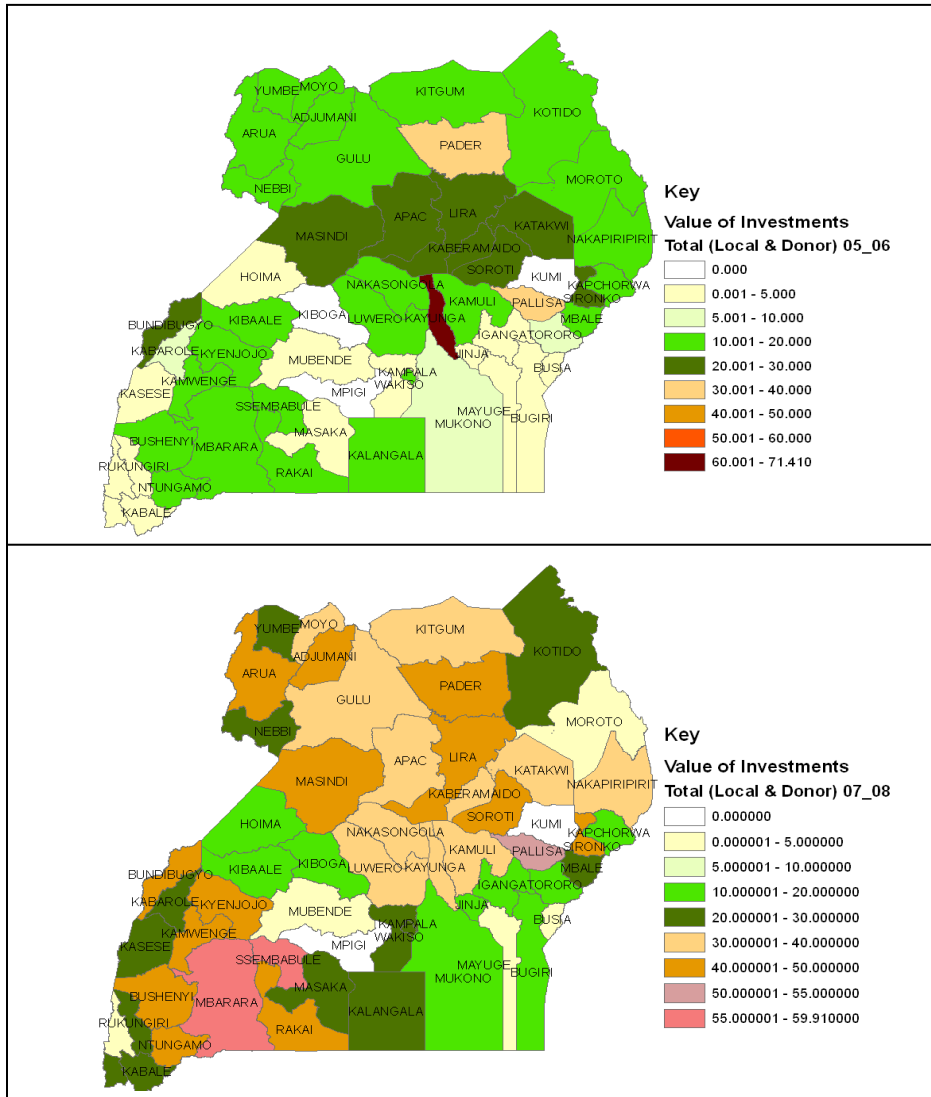 YUMBE
MOYO
ADJUMANI
ARUA
KITGUM
KOTIDO
PADER
GULU
NEBBI
MOROTO
APAC
LIRA
KATAKWI
NAKAPIRIPIRIT
MASINDI
KABERAMAIDO
SOROTI
KUMI
KAPCHORWA
SIRONKO
HOIMA
NAKASONGOLA
KAMULI
PALLISA
MBALE
KIBOGA
LUWERO
KAYUNGA
BUNDIBUGYO
KIBAALE
IGANGA
TORORO
KABAROLE
KYENJOJO
MUBENDE
JINJA
KAMPALA
WAKISO
BUSIA
KASESE
KAMWENGE
MPIGI
SSEMBABULE
MASAKA
MAYUGE
MUKONO
BUGIRI
BUSHENYI
MBARARA
KALANGALA
RUKUNGIRI
RAKAI
NTUNGAMO
KABALE
Key
Value of Investments
Total (Local & Donor) 05_06
0.000
0.001 - 5.000
5.001 - 10.000
10.001 - 20.000
20.001 - 30.000
30.001 - 40.000
40.001 - 50.000
50.001 - 60.000
60.001 - 71.410
YUMBE
MOYO
ADJUMANI
ARUA
KITGUM
KOTIDO
PADER
GULU
NEBBI
MOROTO
APAC
LIRA
KATAKWI
NAKAPIRIPIRIT
MASINDI
KABERAMAIDO
SOROTI
KUMI
KAPCHORWA
SIRONKO
HOIMA
NAKASONGOLA
KAMULI
PALLISA
MBALE
KIBOGA
LUWERO
KAYUNGA
BUNDIBUGYO
KIBAALE
IGANGA
TORORO
KABAROLE
KYENJOJO
MUBENDE
JINJA
KAMPALA
WAKISO
BUSIA
KASESE
KAMWENGE
MPIGI
SSEMBABULE
MASAKA
MAYUGE
MUKONO
BUGIRI
BUSHENYI
MBARARA
KALANGALA
RUKUNGIRI
RAKAI
NTUNGAMO
KABALE
Key
Value of Investments
Total (Local & Donor) 07_08
0.000000
0.000001 - 5.000000
5.000001 - 10.000000
10.000001 - 20.000000
20.000001 - 30.000000
30.000001 - 40.000000
40.000001 - 50.000000
50.000001 - 55.000000
55.000001 - 59.910000